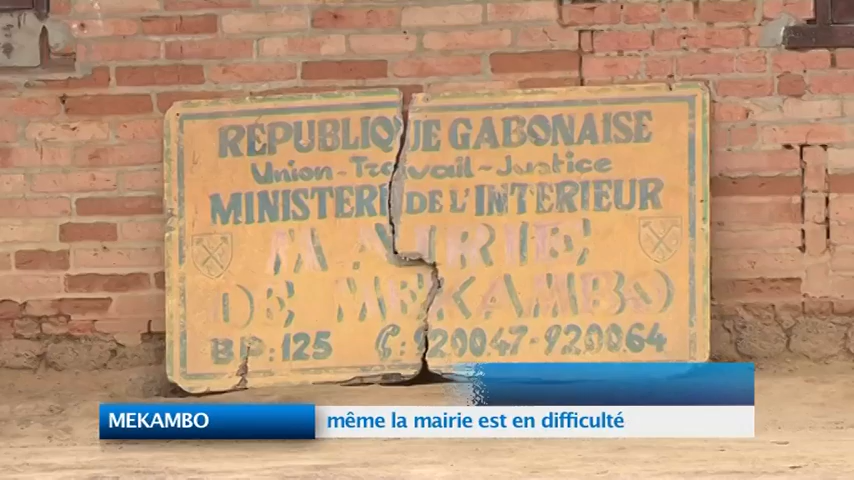 RÉPUBLIQUE GABONAISE
Union-Travail-Justice
MINISTERE DE L'INTERIEUR
MAIRIE
DE MEKAMBO
BP:125 ✆:920047-920064
MEKAMBO même la mairie est en difficulté